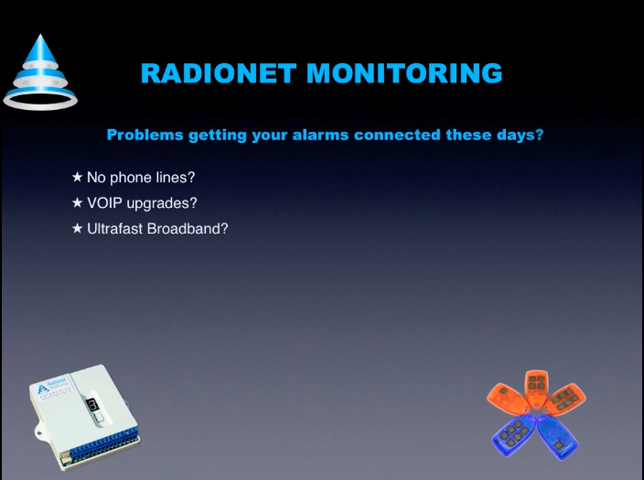 RADIONET MONITORING
Problems getting your alarms connected these days?
★ No phone lines?
★ VOIP upgrades?
★ Ultrafast Broadband?